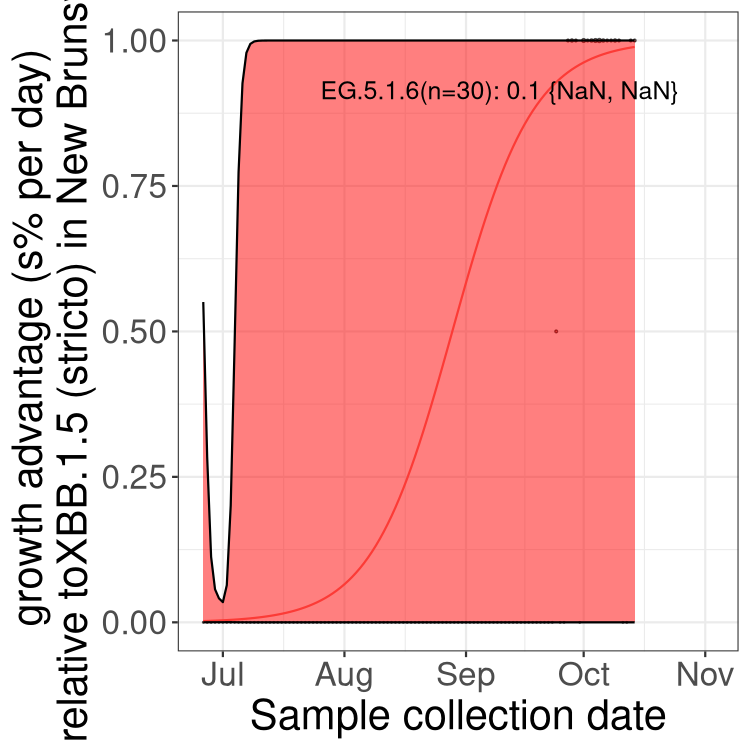 growth advantage (s% per day)
relative toXBB.1.5 (stricto) in New Bruns
1.00
0.75
0.50
0.25
0.00
EG.5.1.6(n=30): 0.1 {NaN, NaN}
Jul Aug Sep Oct Nov
Sample collection date